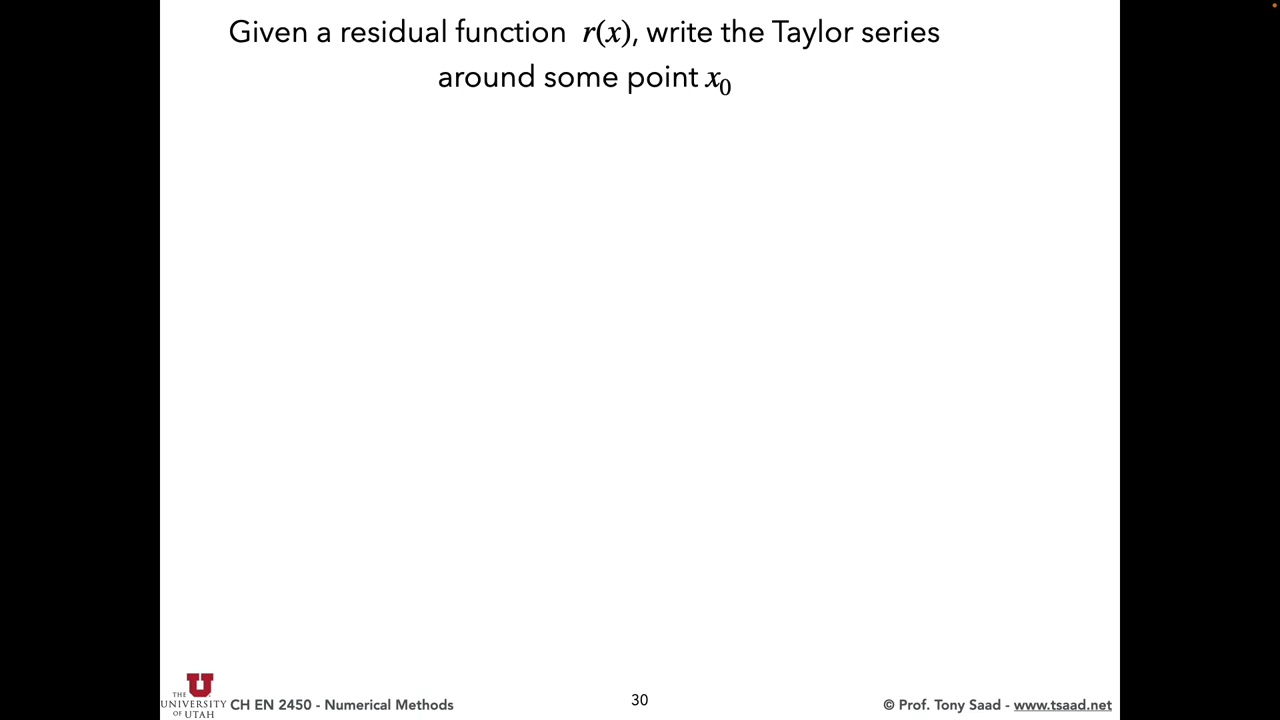 Given a residual function r(x), write the Taylor series
around some point x₀
U
THE
UNIVERSITY
OF UTAH
CH EN 2450 - Numerical Methods
30
© Prof. Tony Saad - www.tsaad.net